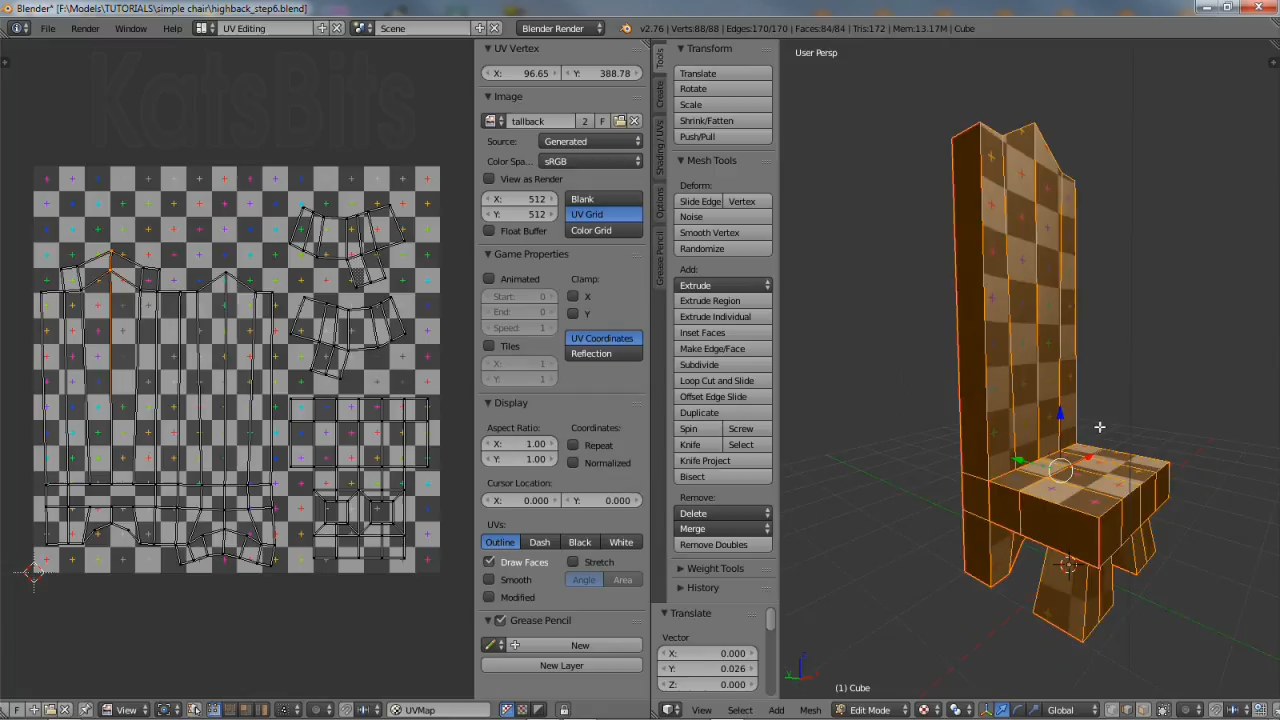 Blender* [F:\Models\TUTORIALS\simple chair\highback_step6.blend]
File Render Window Help UV Editing Scene Blender Render v2.76 | Verts:88/88 | Edges:170/170 | Faces:84/84 | Tris:172 | Mem:13.17M | Cube
KatsBits
UV Vertex
X: 96.65 Y: 388.78
Image
tallback 2 F
Source: Generated
Color Spa... sRGB
View as Render
X: 512 Blank
Y: 512 UV Grid
Float Buffer Color Grid
Game Properties
Animated Clamp:
Start: 0 X
End: 0 Y
Speed: 1
UV Coordinates
Tiles Reflection
X: 1
Y: 1
Display
Aspect Ratio: Coordinates:
X: 1.00 Repeat
Y: 1.00 Normalized
Cursor Location:
X: 0.000 Y: 0.000
UVs:
Outline Dash Black White
Draw Faces Stretch
Smooth Angle Area
Modified
Grease Pencil
New
New Layer
Tools
Create
Shading / UVs
Options
Grease Pencil
Transform
Translate
Rotate
Scale
Shrink/Fatten
Push/Pull
Mesh Tools
Deform:
Slide Edge Vertex
Noise
Smooth Vertex
Randomize
Add:
Extrude
Extrude Region
Extrude Individual
Inset Faces
Make Edge/Face
Subdivide
Loop Cut and Slide
Offset Edge Slide
Duplicate
Spin Screw
Knife Select
Knife Project
Bisect
Remove:
Delete
Merge
Remove Doubles
Weight Tools
History
Translate
Vector
X: 0.000
Y: 0.026
Z: 0.000
User Persp
(1) Cube
F View UVMap View Select Add Mesh Edit Mode Global